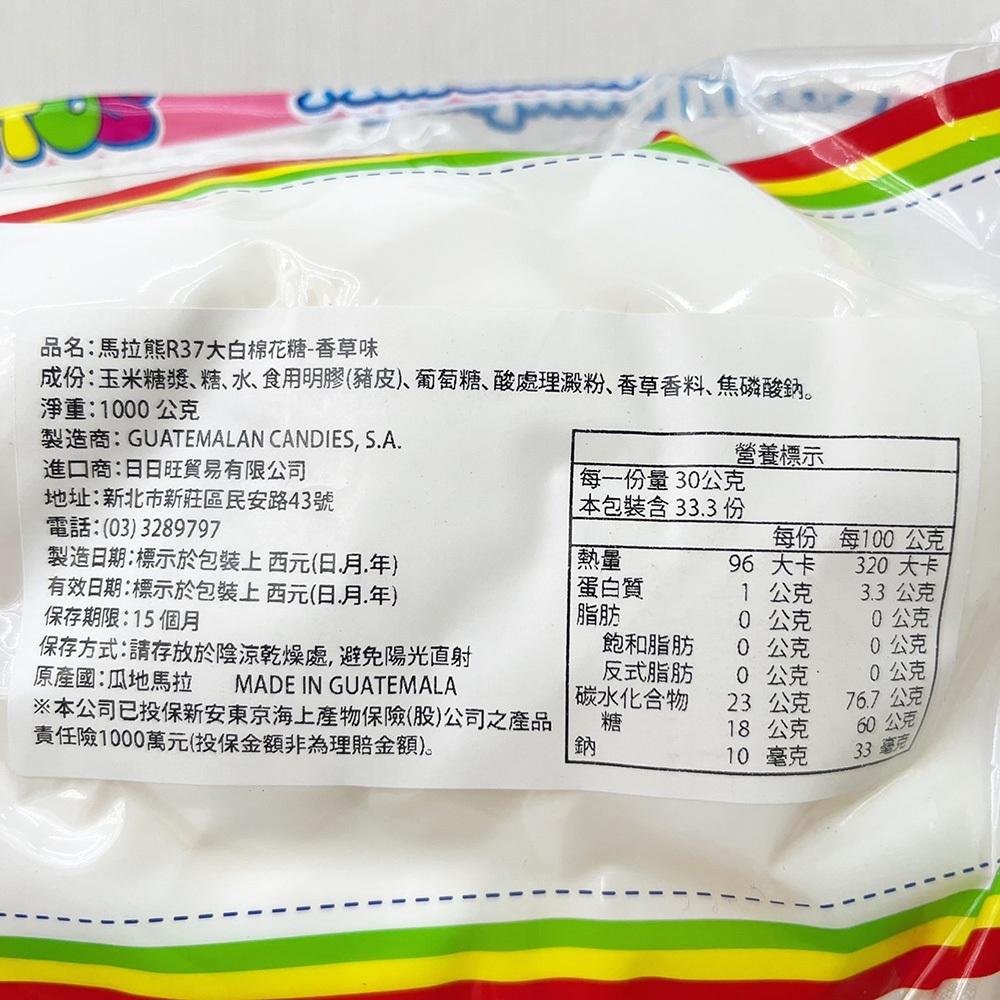 品名:馬拉熊R37大白棉花糖-香草味
成份:玉米糖漿、糖、水、食用明膠(豬皮)、葡萄糖、酸處理澱粉、香草香料、焦磷酸鈉。
淨重:1000 公克
製造商: GUATEMALAN CANDIES, S.A.
進口商:日日旺貿易有限公司
地址:新北市新莊區民安路43號
電話:(03) 3289797
製造日期:標示於包裝上 西元(日.月.年)
有效日期:標示於包裝上 西元(日.月.年)
保存期限:15 個月
保存方式:請存放於陰涼乾燥處, 避免陽光直射
原產國:瓜地馬拉 MADE IN GUATEMALA
※本公司已投保新安東京海上產物保險(股)公司之產品
責任險1000萬元(投保金額非為理賠金額)。
營養標示
每一份量 30公克
本包裝含 33.3 份
每份 每100 公克
熱量 96 大卡 320 大卡
蛋白質 1 公克 3.3 公克
脂肪 0 公克 0 公克
飽和脂肪 0 公克 0 公克
反式脂肪 0 公克 0 公克
碳水化合物 23 公克 76.7 公克
糖 18 公克 60 公克
鈉 10 毫克 33 毫克